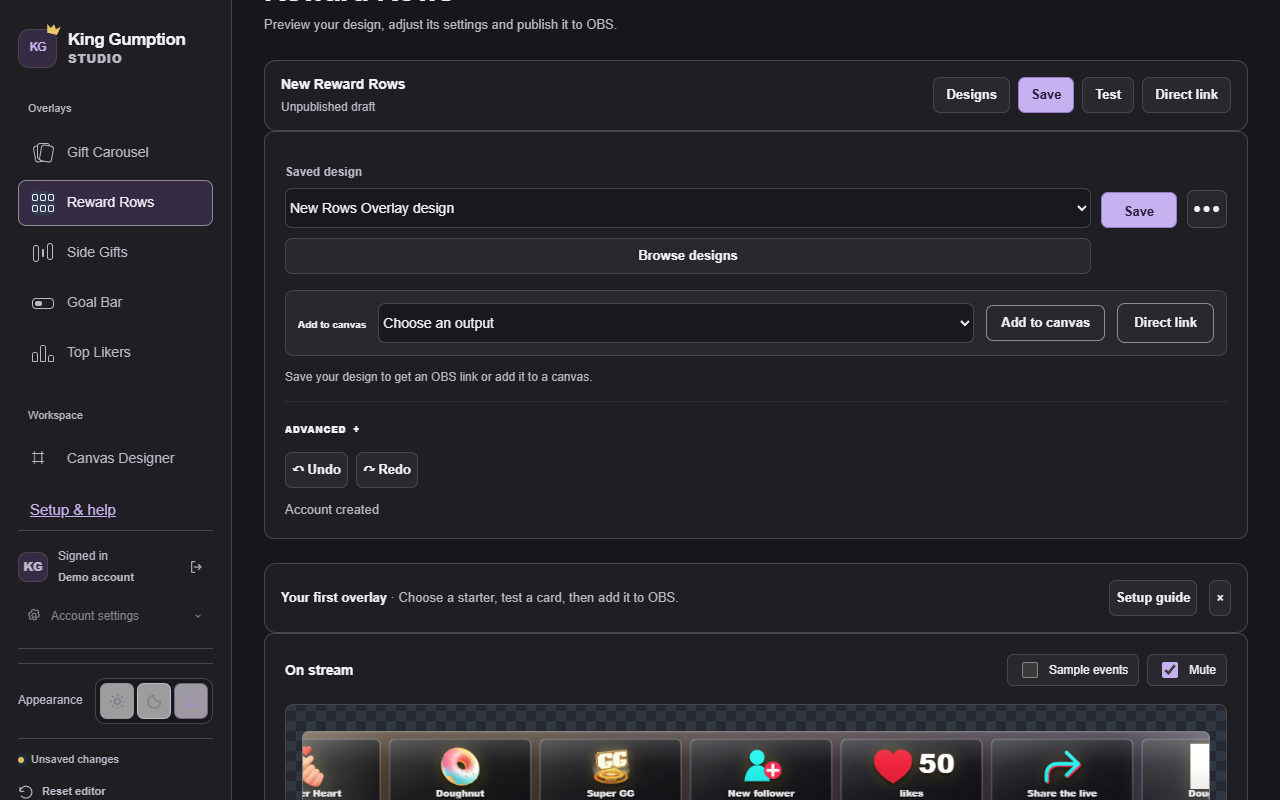 KG
King Gumption
STUDIO
Overlays
Gift Carousel
Reward Rows
Side Gifts
Goal Bar
Top Likers
Workspace
Canvas Designer
Setup & help
KG
Signed in
Demo account
Account settings
Appearance
Unsaved changes
Reset editor
Preview your design, adjust its settings and publish it to OBS.
New Reward Rows
Unpublished draft
Designs
Save
Test
Direct link
Saved design
New Rows Overlay design
Save
Browse designs
Add to canvas
Choose an output
Add to canvas
Direct link
Save your design to get an OBS link or add it to a canvas.
ADVANCED +
Undo
Redo
Account created
Your first overlay · Choose a starter, test a card, then add it to OBS.
Setup guide
×
On stream
Sample events
Mute
er Heart
Doughnut
GG
Super GG
New follower
50
likes
Share the live
Dou